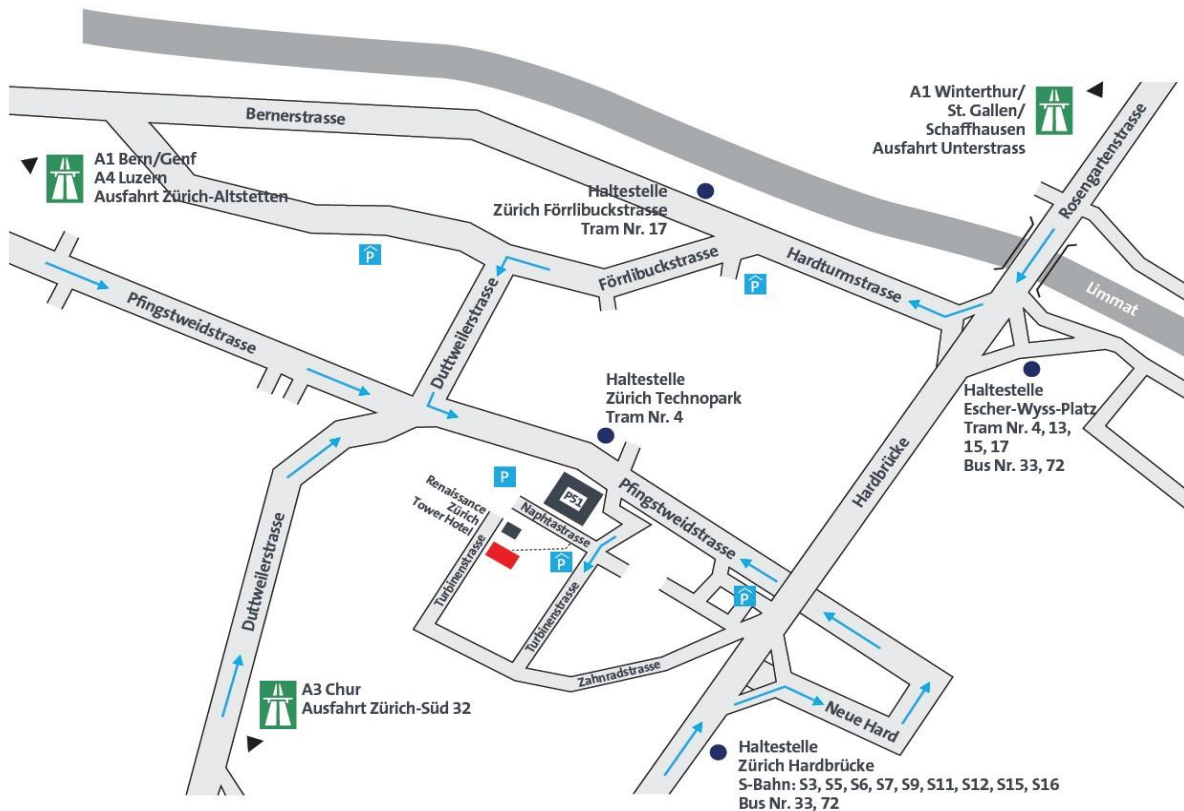 A1 Winterthur/
St. Gallen/
Schaffhausen
Ausfahrt Unterstrass
Bernerstrasse
Rosengartenstrasse
A1 Bern/Genf
A4 Luzern
Ausfahrt Zürich-Altstetten
Haltestelle
Zürich Förrlibuckstrasse
Tram Nr. 17
P
Förrlibuckstrasse
P
Hardturmstrasse
Limmat
Pfingstweidstrasse
Duttweilerstrasse
Haltestelle
Zürich Technopark
Tram Nr. 4
Haltestelle
Escher-Wyss-Platz
Tram Nr. 4, 13,
15, 17
Bus Nr. 33, 72
Hardbrücke
P
P51
Renaissance
Zürich
Tower Hotel
Naphtastrasse
Pfingstweidstrasse
P
P
Turbinenstrasse
Turbinenstrasse
Duttweilerstrasse
Zahnradstrasse
Neue Hard
A3 Chur
Ausfahrt Zürich-Süd 32
Haltestelle
Zürich Hardbrücke
S-Bahn: S3, S5, S6, S7, S9, S11, S12, S15, S16
Bus Nr. 33, 72